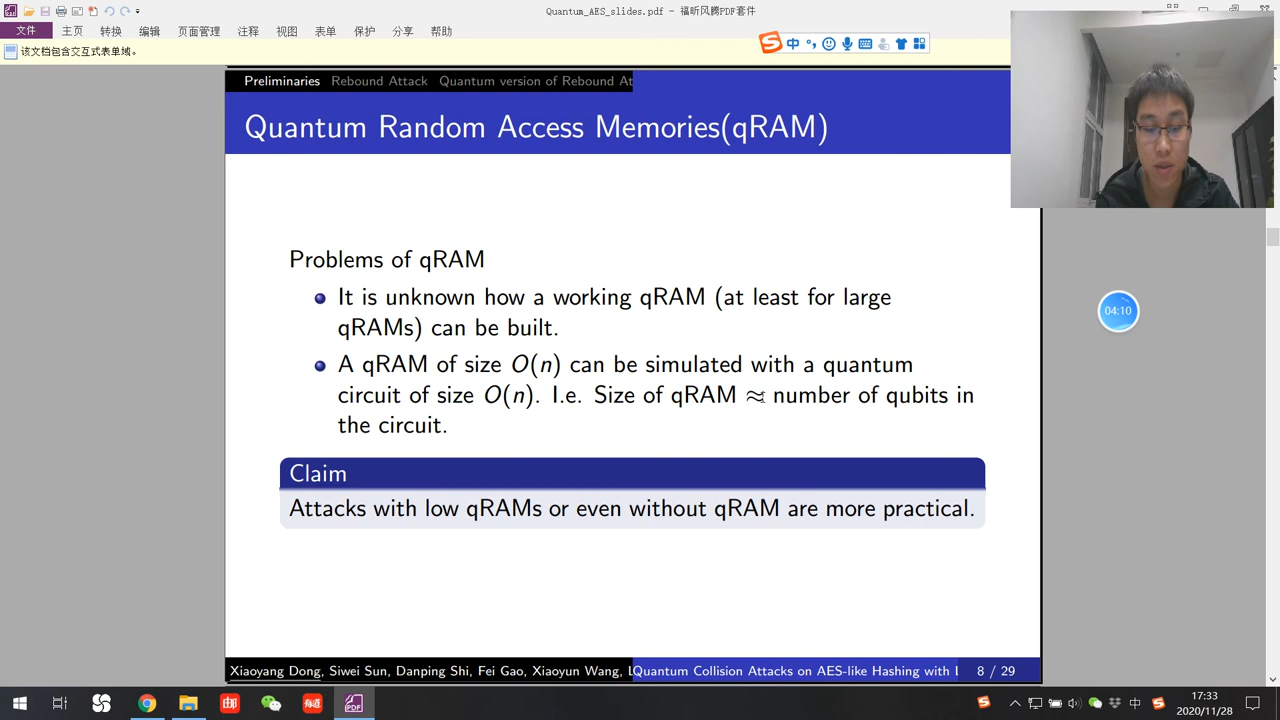 Quantum_AES_slides.pdf - 福昕风腾PDF套件
文件 主页 转换 编辑 页面管理 注释 视图 表单 保护 分享 帮助
该文档包含交互式表单域。
中
Preliminaries Rebound Attack Quantum version of Rebound At
Quantum Random Access Memories(qRAM)
Problems of qRAM
It is unknown how a working qRAM (at least for large
qRAMs) can be built.
A qRAM of size O(n) can be simulated with a quantum
circuit of size O(n). I.e. Size of qRAM ≈ number of qubits in
the circuit.
04:10
Claim
Attacks with low qRAMs or even without qRAM are more practical.
Xiaoyang Dong, Siwei Sun, Danping Shi, Fei Gao, Xiaoyun Wang, L Quantum Collision Attacks on AES-like Hashing with L 8 / 29
PDF
中
17:33
2020/11/28